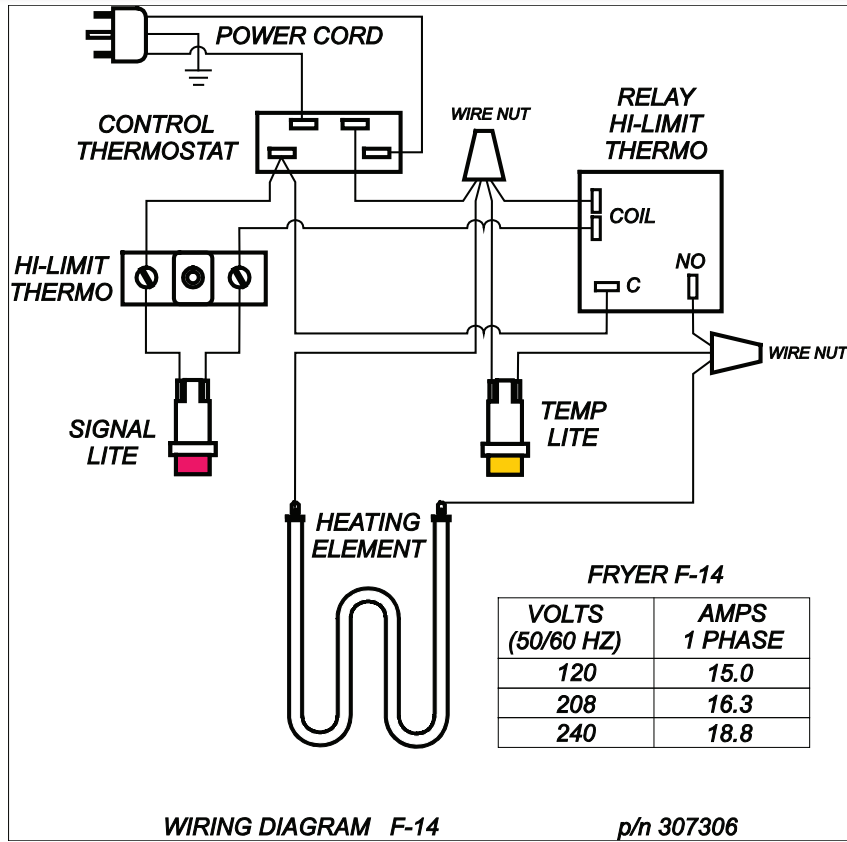 POWER CORD
CONTROL
THERMOSTAT
WIRE NUT
RELAY
HI-LIMIT
THERMO
COIL
NO
C
HI-LIMIT
THERMO
WIRE NUT
SIGNAL
LITE
TEMP
LITE
HEATING
ELEMENT
FRYER F-14
VOLTS
(50/60 HZ)
AMPS
1 PHASE
120 15.0
208 16.3
240 18.8
WIRING DIAGRAM F-14 p/n 307306